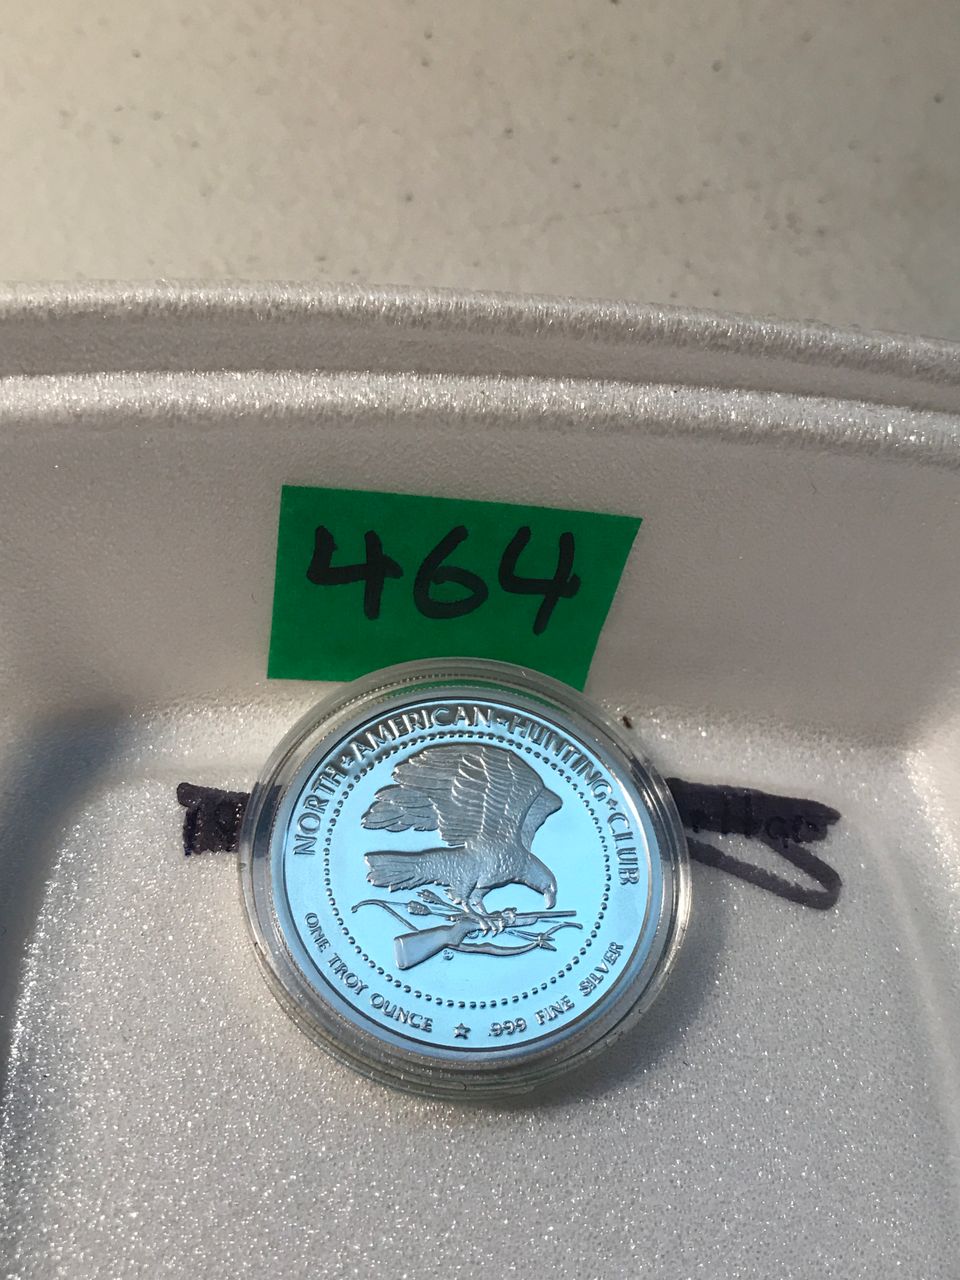 464
NORTH★AMERICAN★HUNTING★CLUB
ONE TROY OUNCE ★ .999 FINE SILVER